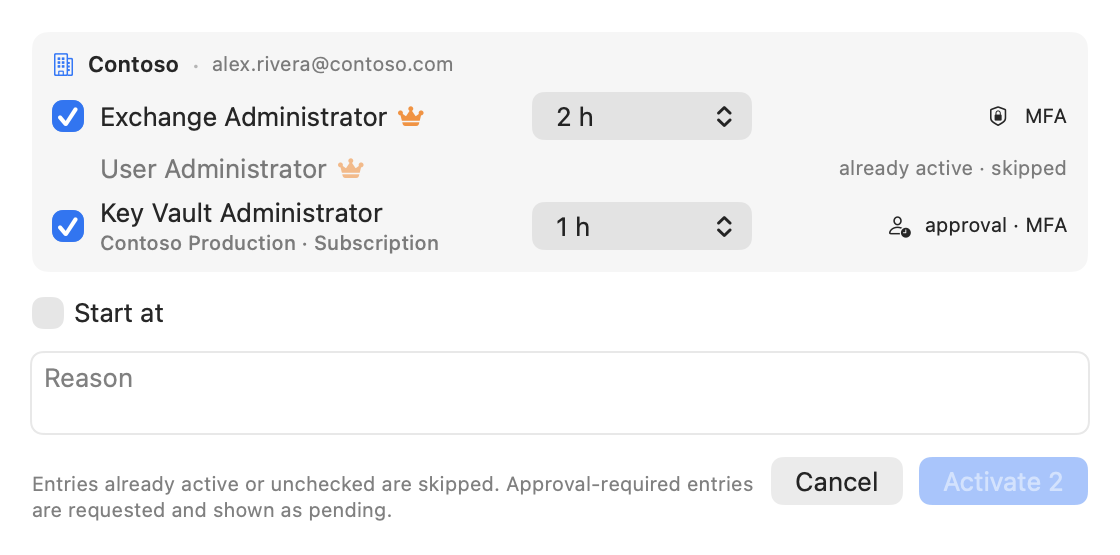 Contoso · alex.rivera@contoso.com
Exchange Administrator 2 h MFA
User Administrator already active · skipped
Key Vault Administrator
Contoso Production · Subscription 1 h approval · MFA
Start at
Reason
Entries already active or unchecked are skipped. Approval-required entries
are requested and shown as pending.
Cancel Activate 2